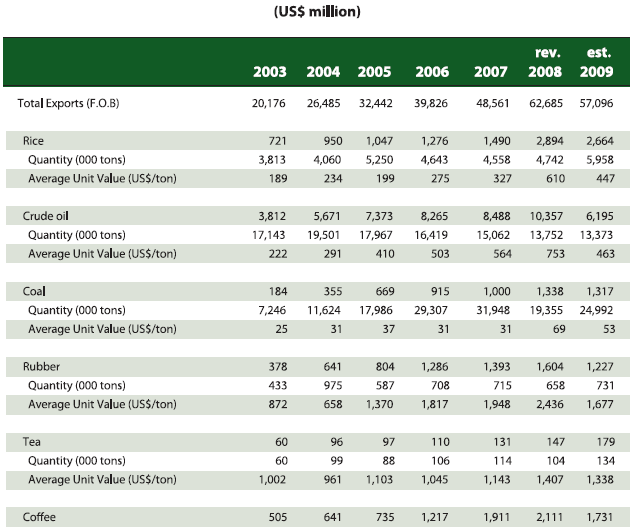 (US$ million)
rev. est.
2003 2004 2005 2006 2007 2008 2009
Total Exports (F.O.B) 20,176 26,485 32,442 39,826 48,561 62,685 57,096
Rice 721 950 1,047 1,276 1,490 2,894 2,664
Quantity (000 tons) 3,813 4,060 5,250 4,643 4,558 4,742 5,958
Average Unit Value (US$/ton) 189 234 199 275 327 610 447
Crude oil 3,812 5,671 7,373 8,265 8,488 10,357 6,195
Quantity (000 tons) 17,143 19,501 17,967 16,419 15,062 13,752 13,373
Average Unit Value (US$/ton) 222 291 410 503 564 753 463
Coal 184 355 669 915 1,000 1,338 1,317
Quantity (000 tons) 7,246 11,624 17,986 29,307 31,948 19,355 24,992
Average Unit Value (US$/ton) 25 31 37 31 31 69 53
Rubber 378 641 804 1,286 1,393 1,604 1,227
Quantity (000 tons) 433 975 587 708 715 658 731
Average Unit Value (US$/ton) 872 658 1,370 1,817 1,948 2,436 1,677
Tea 60 96 97 110 131 147 179
Quantity (000 tons) 60 99 88 106 114 104 134
Average Unit Value (US$/ton) 1,002 961 1,103 1,045 1,143 1,407 1,338
Coffee 505 641 735 1,217 1,911 2,111 1,731